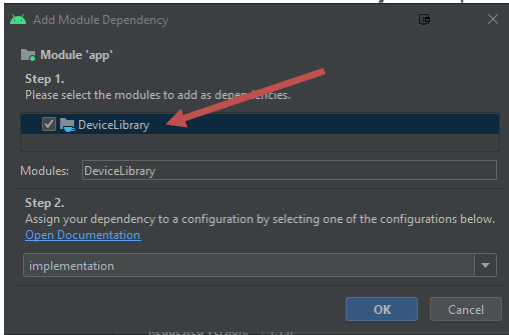 Add Module Dependency
Module 'app'
Step 1.
Please select the modules to add as dependencies.
DeviceLibrary
Modules: DeviceLibrary
Step 2.
Assign your dependency to a configuration by selecting one of the configurations below.
Open Documentation
implementation
OK Cancel